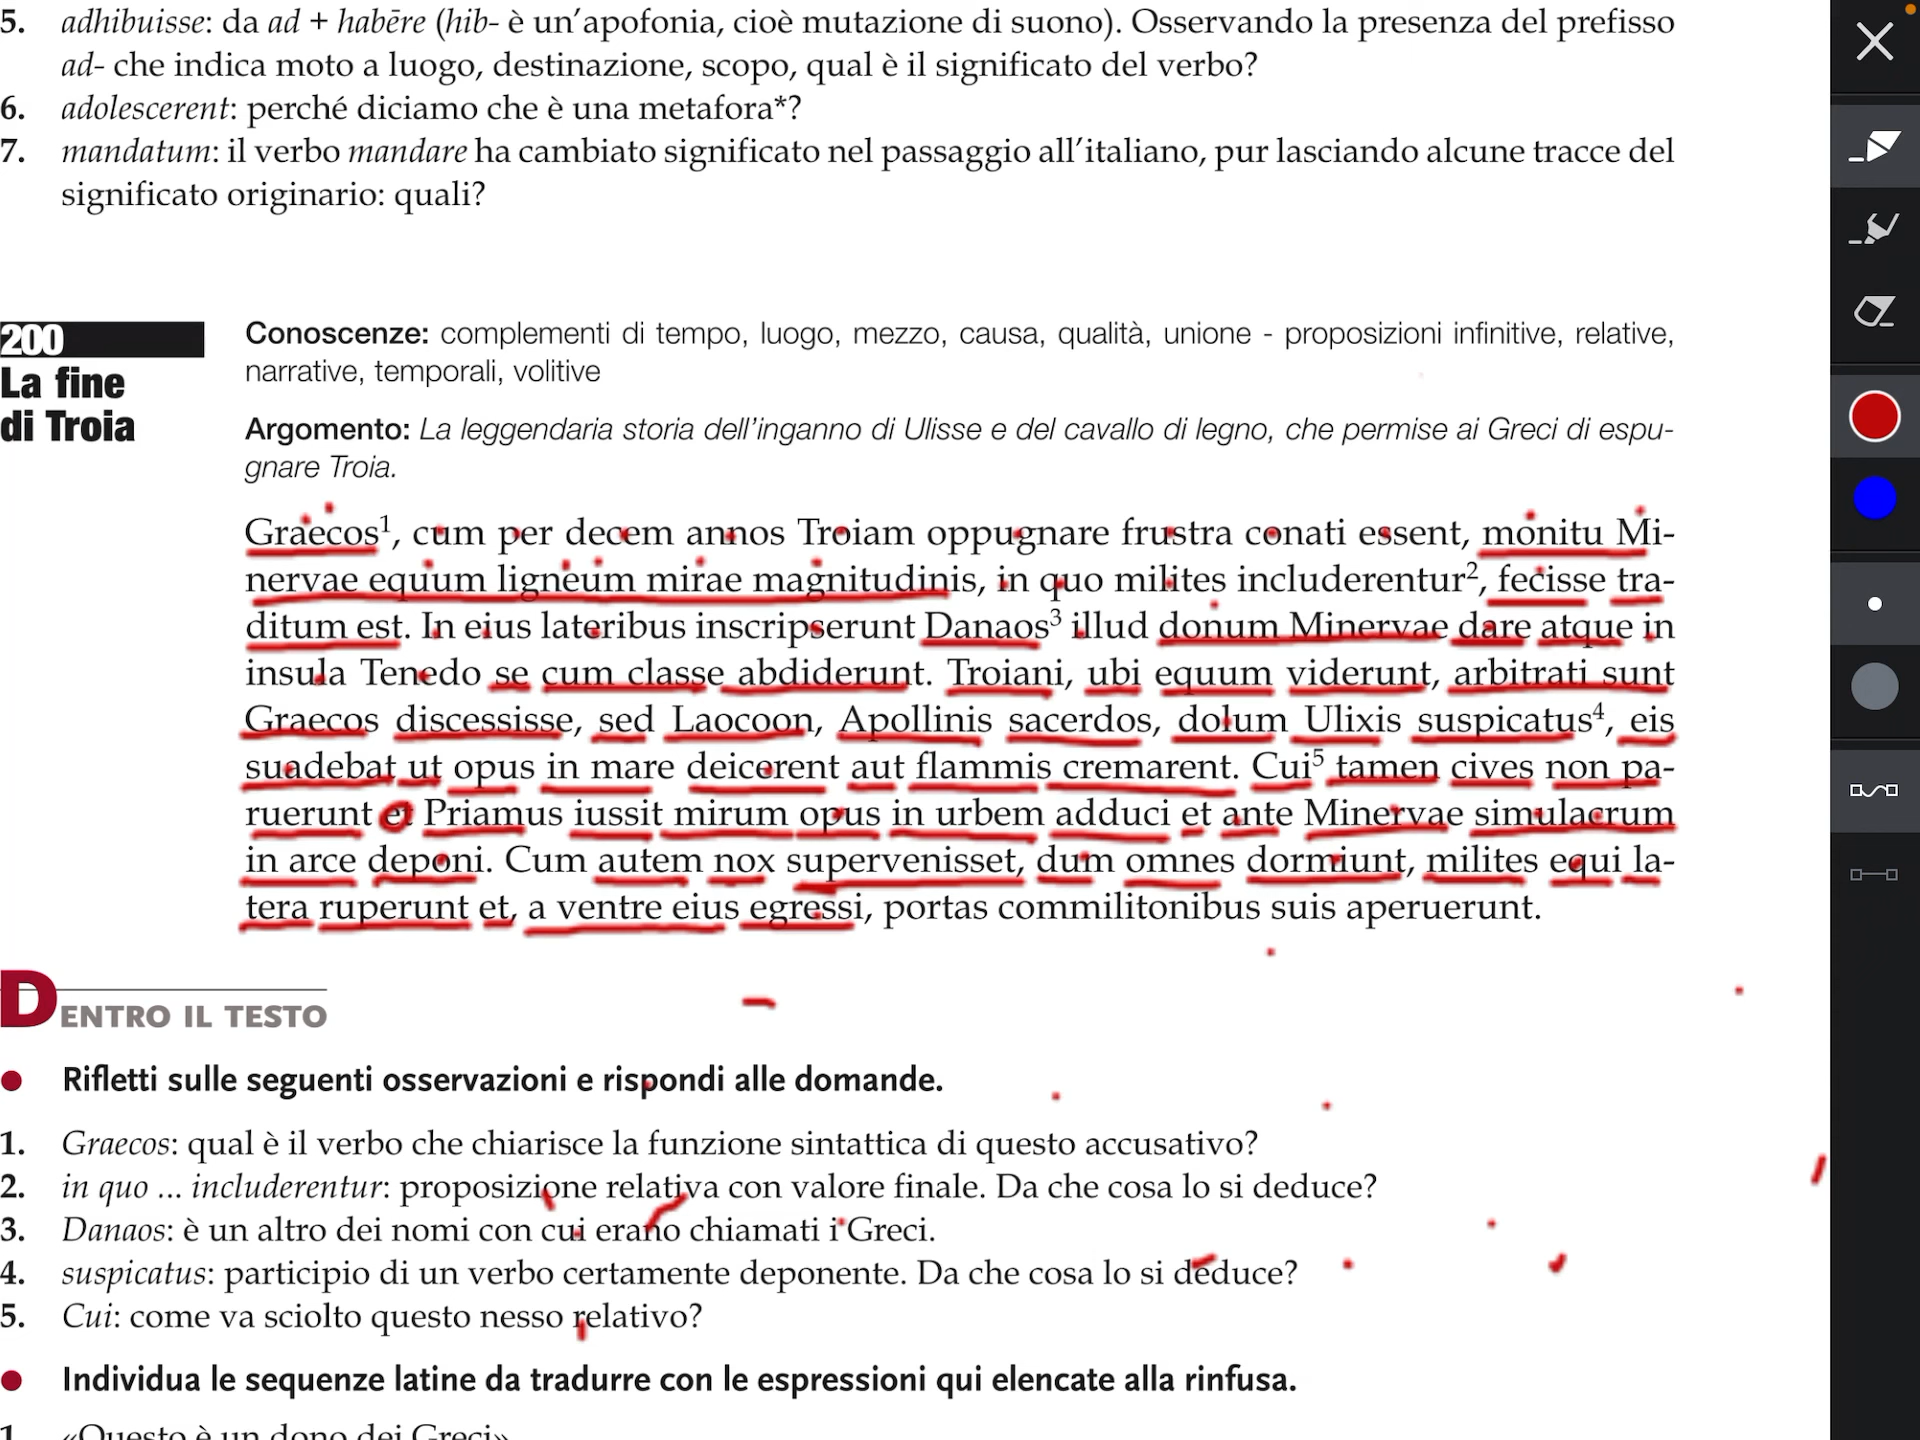 5. adhibuisse: da ad + habēre (hib- è un'apofonia, cioè mutazione di suono). Osservando la presenza del prefisso
ad- che indica moto a luogo, destinazione, scopo, qual è il significato del verbo?
6. adolescerent: perché diciamo che è una metafora*?
7. mandatum: il verbo mandare ha cambiato significato nel passaggio all'italiano, pur lasciando alcune tracce del
significato originario: quali?
200
La fine
di Troia
Conoscenze: complementi di tempo, luogo, mezzo, causa, qualità, unione - proposizioni infinitive, relative,
narrative, temporali, volitive
Argomento: La leggendaria storia dell'inganno di Ulisse e del cavallo di legno, che permise ai Greci di espu-
gnare Troia.
Graecos¹, cum per decem annos Troiam oppugnare frustra conati essent, monitu Mi-
nervae equum ligneum mirae magnitudinis, in quo milites includerentur², fecisse tra-
ditum est. In eius lateribus inscripserunt Danaos³ illud donum Minervae dare atque in
insula Tenedo se cum classe abdiderunt. Troiani, ubi equum viderunt, arbitrati sunt
Graecos discessisse, sed Laocoon, Apollinis sacerdos, dolum Ulixis suspicatus⁴, eis
suadebat ut opus in mare deicerent aut flammis cremarent. Cui⁵ tamen cives non pa-
ruerunt et Priamus iussit mirum opus in urbem adduci et ante Minervae simulacrum
in arce deponi. Cum autem nox supervenisset, dum omnes dormiunt, milites equi la-
tera ruperunt et, a ventre eius egressi, portas commilitonibus suis aperuerunt.
DENTRO IL TESTO
● Rifletti sulle seguenti osservazioni e rispondi alle domande.
1. Graecos: qual è il verbo che chiarisce la funzione sintattica di questo accusativo?
2. in quo ... includerentur: proposizione relativa con valore finale. Da che cosa lo si deduce?
3. Danaos: è un altro dei nomi con cui erano chiamati i Greci.
4. suspicatus: participio di un verbo certamente deponente. Da che cosa lo si deduce?
5. Cui: come va sciolto questo nesso relativo?
● Individua le sequenze latine da tradurre con le espressioni qui elencate alla rinfusa.
1. «Questo è un dono dei Greci»